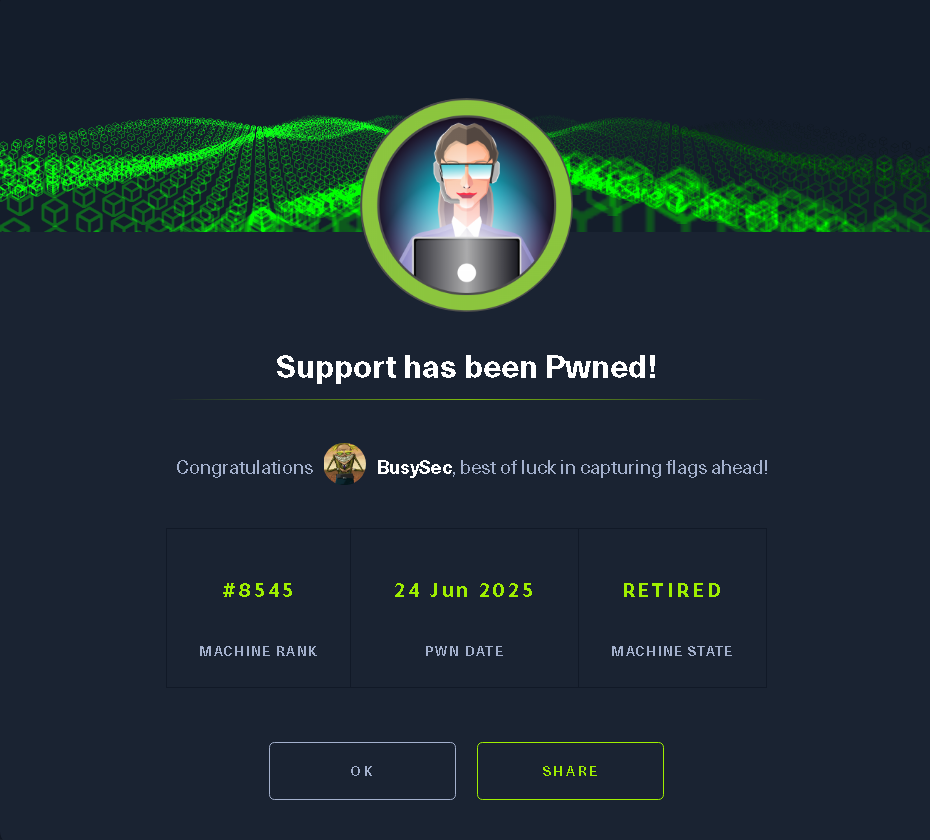 Support has been Pwned!
Congratulations BusySec, best of luck in capturing flags ahead!
#8545 24 Jun 2025 RETIRED
MACHINE RANK PWN DATE MACHINE STATE
OK SHARE